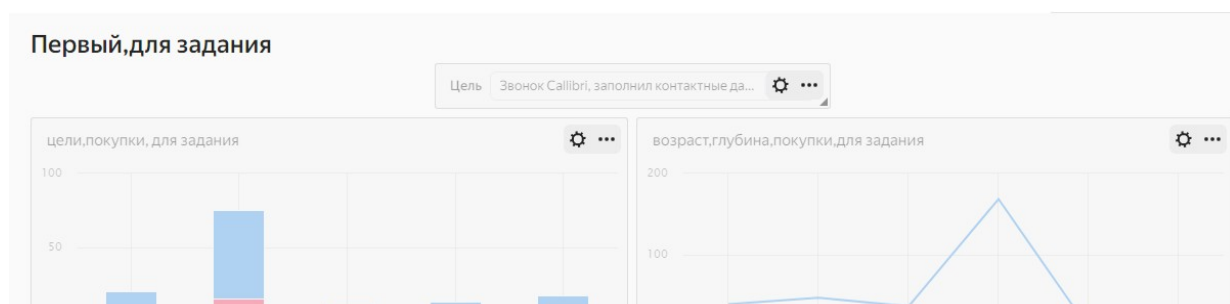 Первый,для задания
Цель Звонок Callibri, заполнил контактные да...
цели,покупки, для задания
возраст,глубина,покупки,для задания
100
50
200
100